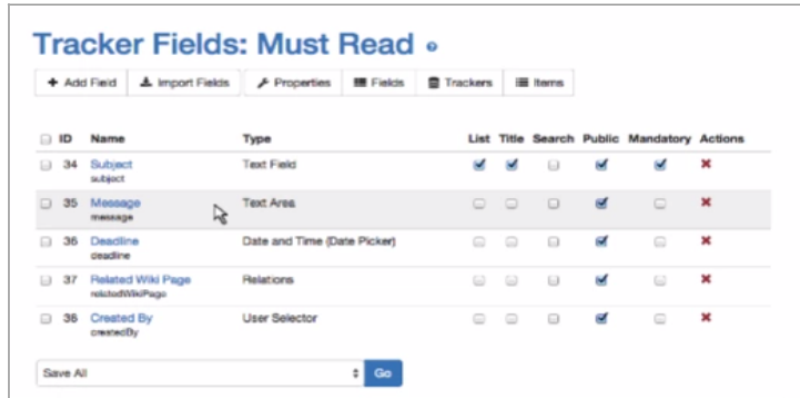 Tracker Fields: Must Read
Add Field Import Fields Properties Fields Trackers Items
ID Name Type List Title Search Public Mandatory Actions
34 Subject Text Field
subject
35 Message Text Area
message
36 Deadline Date and Time (Date Picker)
deadline
37 Related Wiki Page Relations
relatedWikiPage
38 Created By User Selector
createdBy
Save All Go